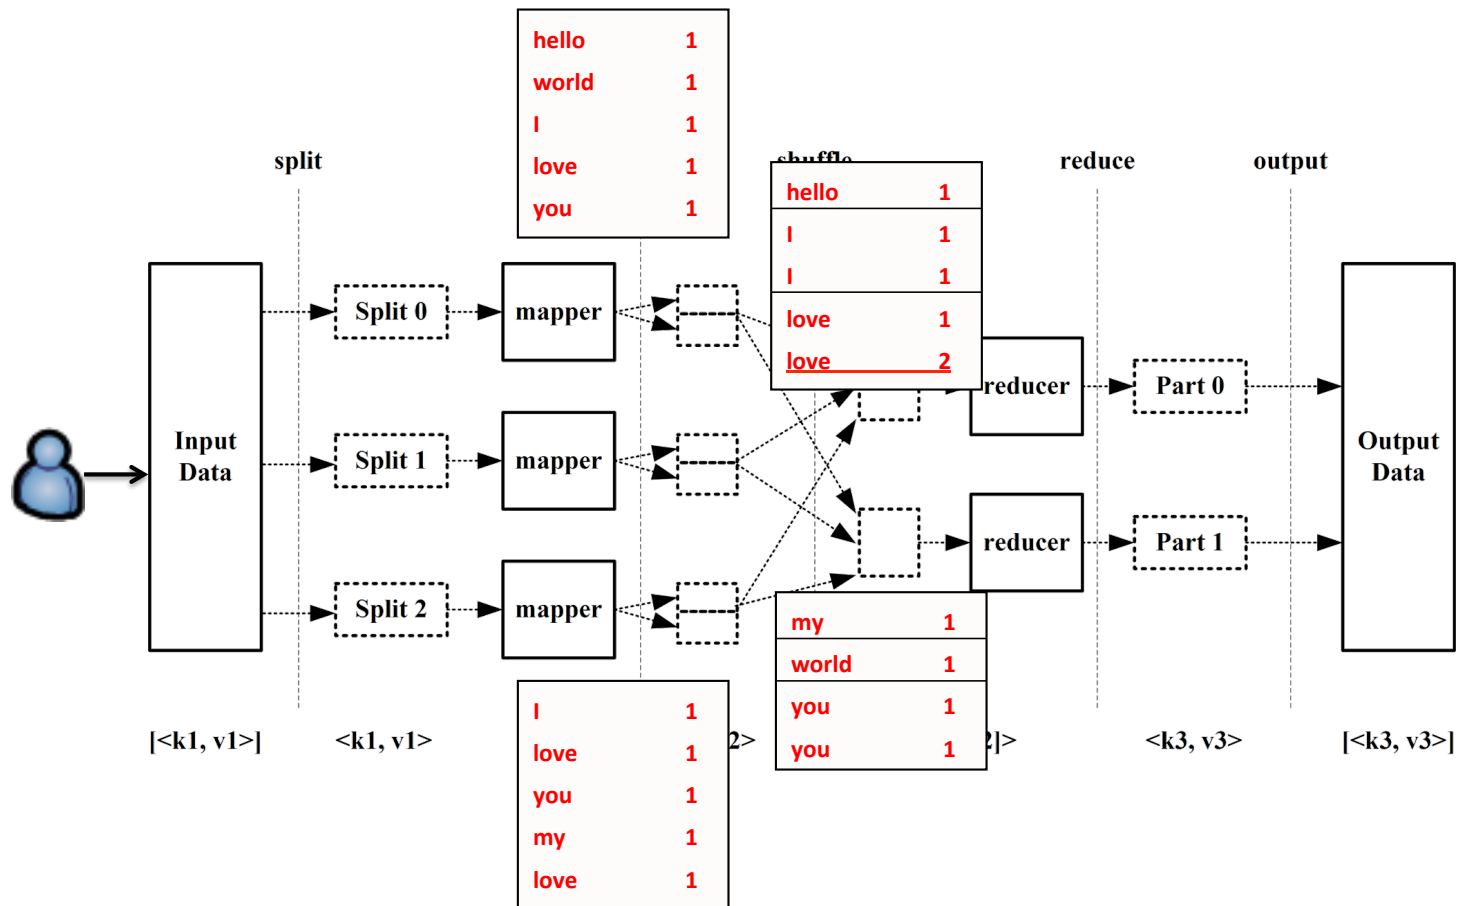 hello 1
world 1
I 1
love 1
you 1
split
shuffle
reduce
output
hello 1
I 1
I 1
love 1
love 2
Input
Data
Split 0
mapper
reducer
Part 0
Split 1
mapper
Output
Data
Split 2
mapper
reducer
Part 1
my 1
world 1
you 1
you 1
I 1
love 1
you 1
my 1
love 1
[<k1, v1>]
<k1, v1>
2>
2]>
<k3, v3>
[<k3, v3>]